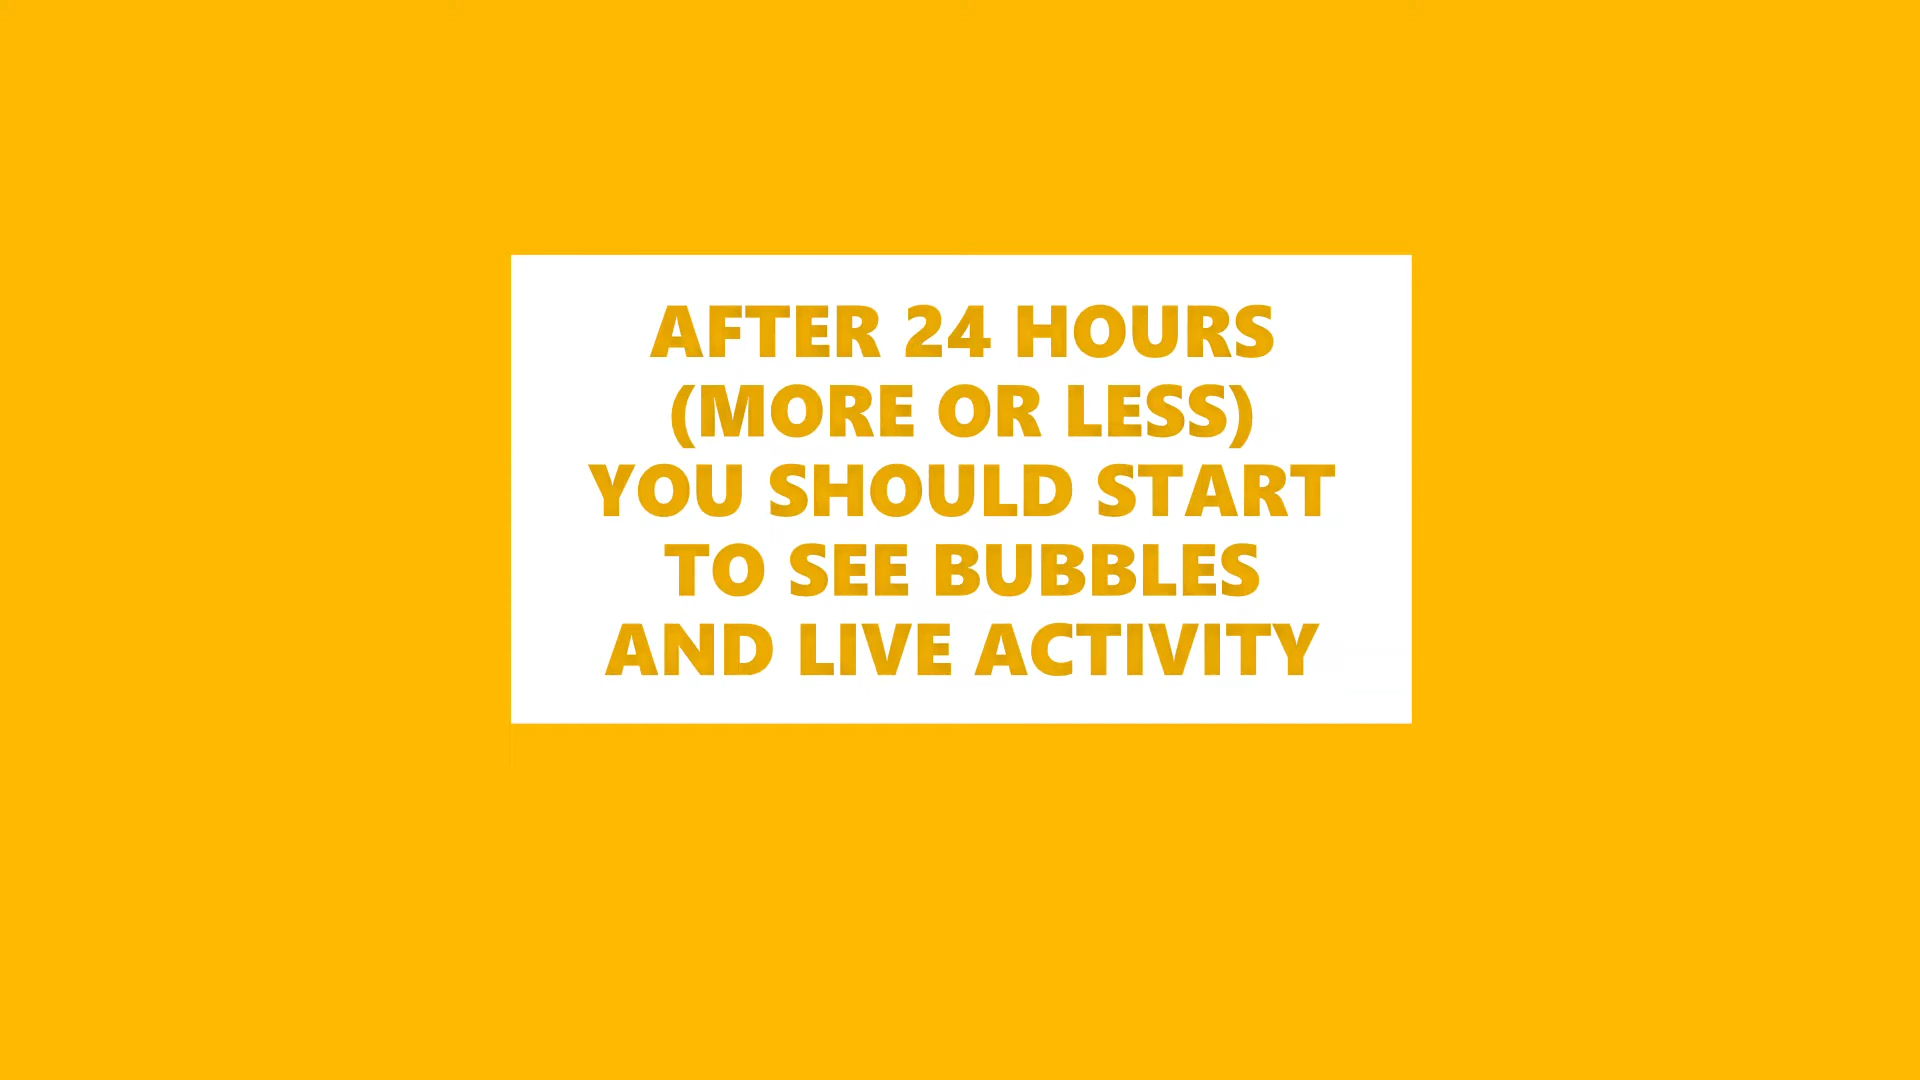 AFTER 24 HOURS
(MORE OR LESS)
YOU SHOULD START
TO SEE BUBBLES
AND LIVE ACTIVITY